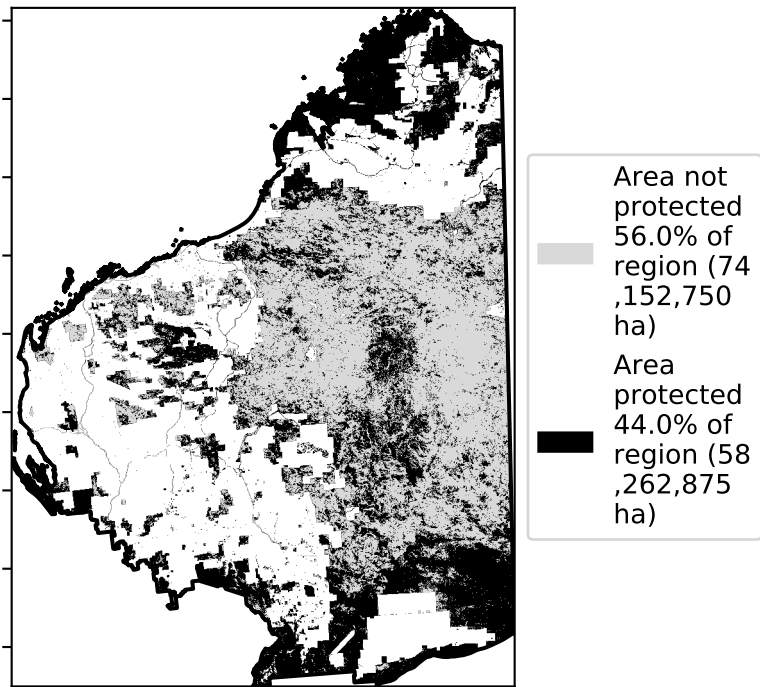 Area not
protected
56.0% of
region (74
,152,750
ha)
Area
protected
44.0% of
region (58
,262,875
ha)